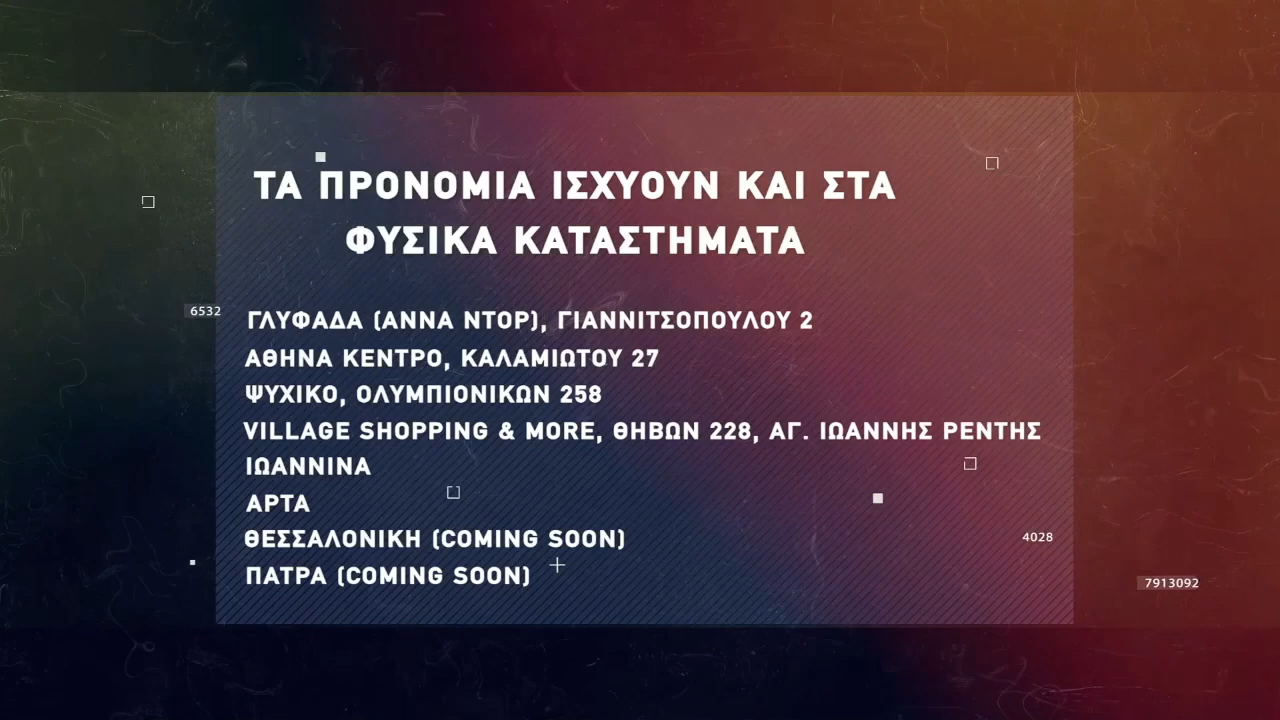 ΤΑ ΠΡΟΝΟΜΙΑ ΙΣΧΥΟΥΝ ΚΑΙ ΣΤΑ
ΦΥΣΙΚΑ ΚΑΤΑΣΤΗΜΑΤΑ
6532
ΓΛΥΦΑΔΑ (ΑΝΝΑ ΝΤΟΡ), ΓΙΑΝΝΙΤΣΟΠΟΥΛΟΥ 2
ΑΘΗΝΑ ΚΕΝΤΡΟ, ΚΑΛΑΜΙΩΤΟΥ 27
ΨΥΧΙΚΟ, ΟΛΥΜΠΙΟΝΙΚΩΝ 258
VILLAGE SHOPPING & MORE, ΘΗΒΩΝ 228, ΑΓ. ΙΩΑΝΝΗΣ ΡΕΝΤΗΣ
ΙΩΑΝΝΙΝΑ
ΑΡΤΑ
ΘΕΣΣΑΛΟΝΙΚΗ (COMING SOON)
4028
ΠΑΤΡΑ (COMING SOON)
7913092